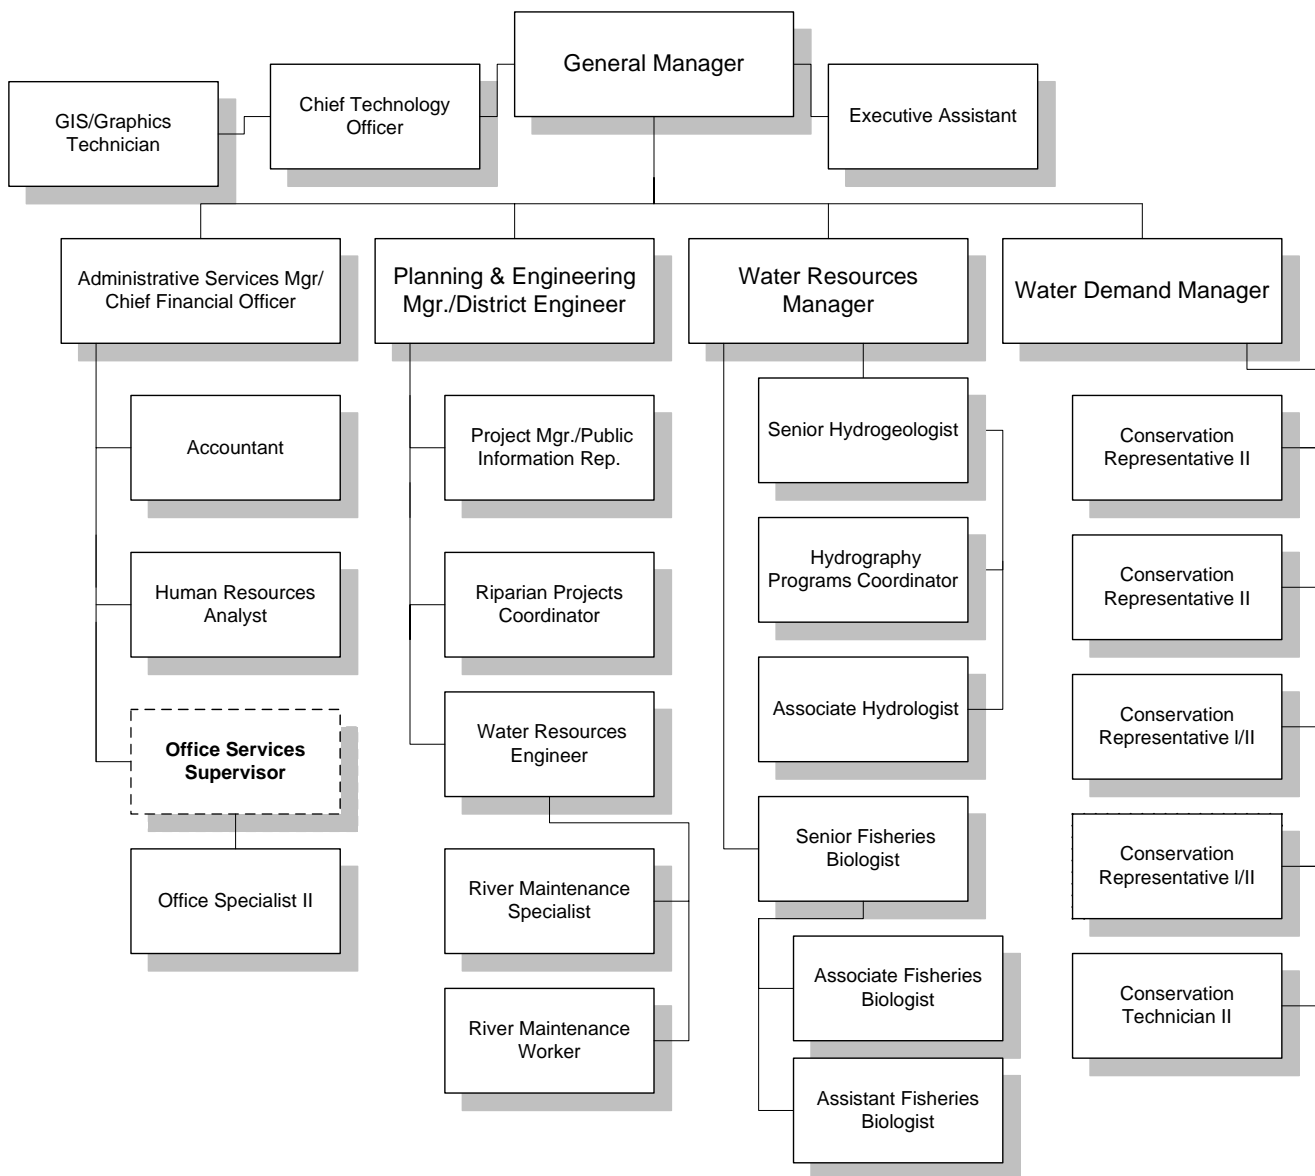 General Manager
GIS/Graphics
Technician
Chief Technology
Officer
Executive Assistant
Administrative Services Mgr/
Chief Financial Officer
Planning & Engineering
Mgr./District Engineer
Water Resources
Manager
Water Demand Manager
Accountant
Human Resources
Analyst
Office Services
Supervisor
Office Specialist II
Project Mgr./Public
Information Rep.
Riparian Projects
Coordinator
Water Resources
Engineer
River Maintenance
Specialist
River Maintenance
Worker
Senior Hydrogeologist
Hydrography
Programs Coordinator
Associate Hydrologist
Senior Fisheries
Biologist
Associate Fisheries
Biologist
Assistant Fisheries
Biologist
Conservation
Representative II
Conservation
Representative II
Conservation
Representative I/II
Conservation
Representative I/II
Conservation
Technician II